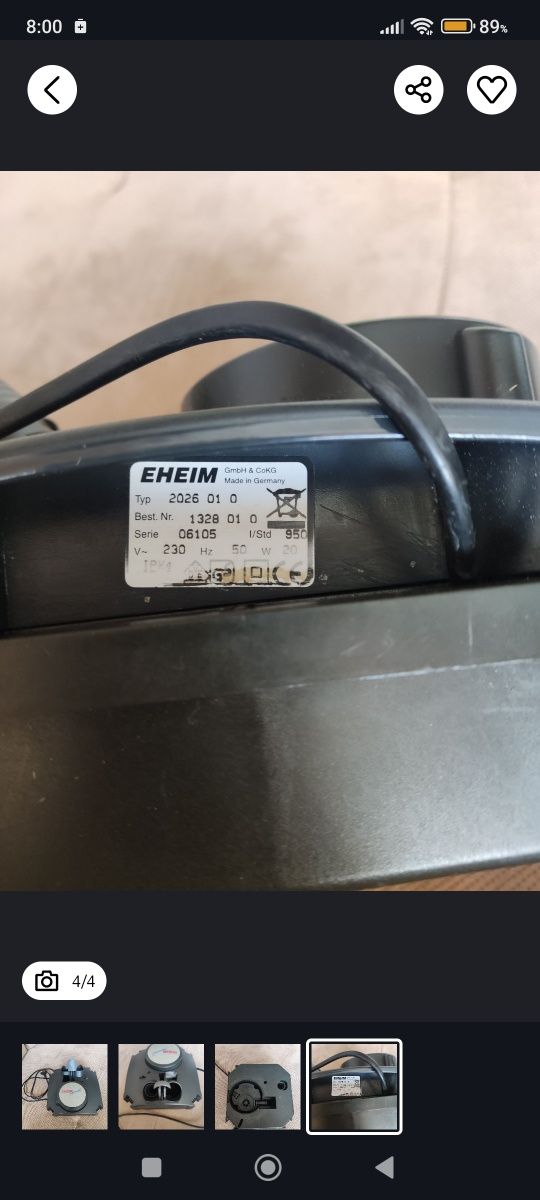 8:00
89%
EHEIM GmbH & CoKG
Made in Germany
Typ 2026 01 0
Best. Nr. 1328 01 0
Serie 06105 l/Std 950
V~ 230 Hz 50 W 20
IPX4
4/4